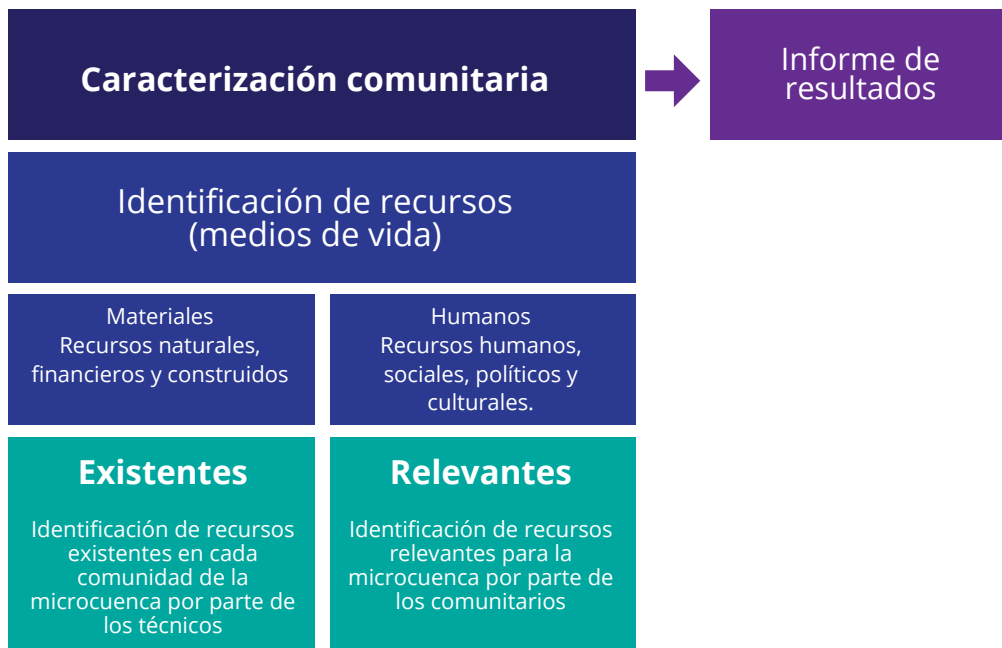 Caracterización comunitaria
Informe de
resultados
Identificación de recursos
(medios de vida)
Materiales
Recursos naturales,
financieros y construidos
Humanos
Recursos humanos,
sociales, políticos y
culturales.
Existentes
Identificación de recursos
existentes en cada
comunidad de la
microcuenca por parte de
los técnicos
Relevantes
Identificación de recursos
relevantes para la
microcuenca por parte de
los comunitarios